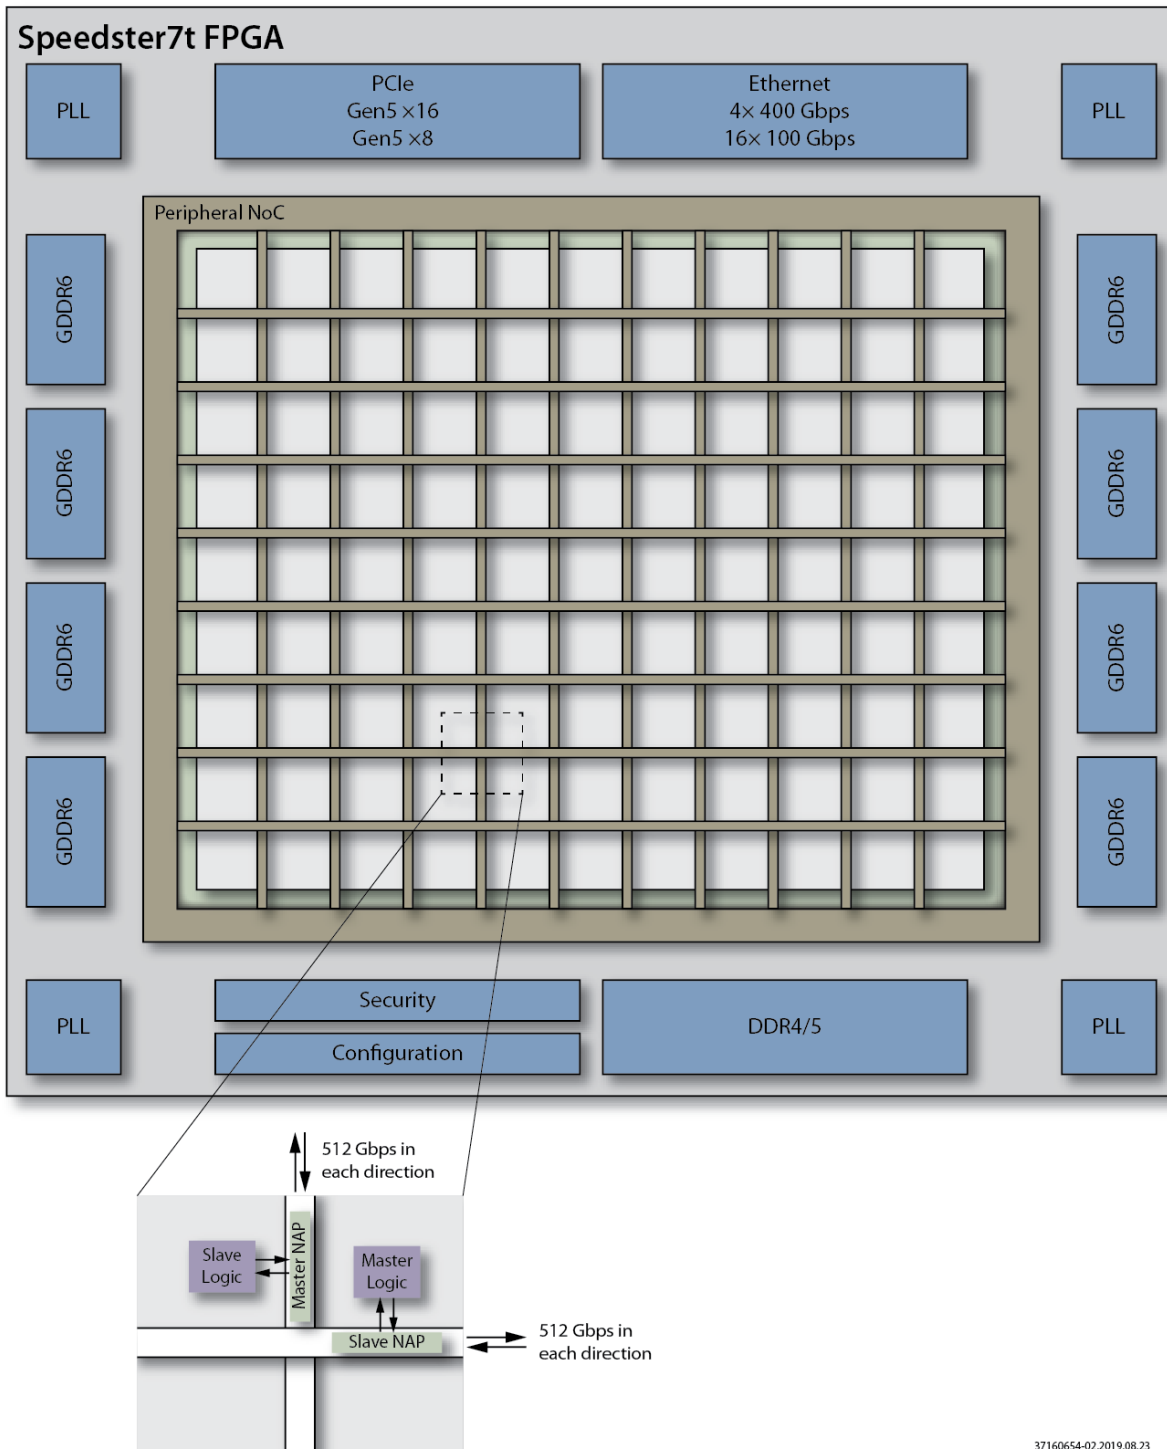 Speedster7t FPGA
PLL
PCIe
Gen5 ×16
Gen5 ×8
Ethernet
4× 400 Gbps
16× 100 Gbps
PLL
Peripheral NoC
GDDR6
GDDR6
GDDR6
GDDR6
GDDR6
GDDR6
GDDR6
GDDR6
PLL
Security
Configuration
DDR4/5
PLL
512 Gbps in
each direction
Slave
Logic
Master NAP
Master
Logic
Slave NAP
512 Gbps in
each direction
37160654-02.2019.08.23